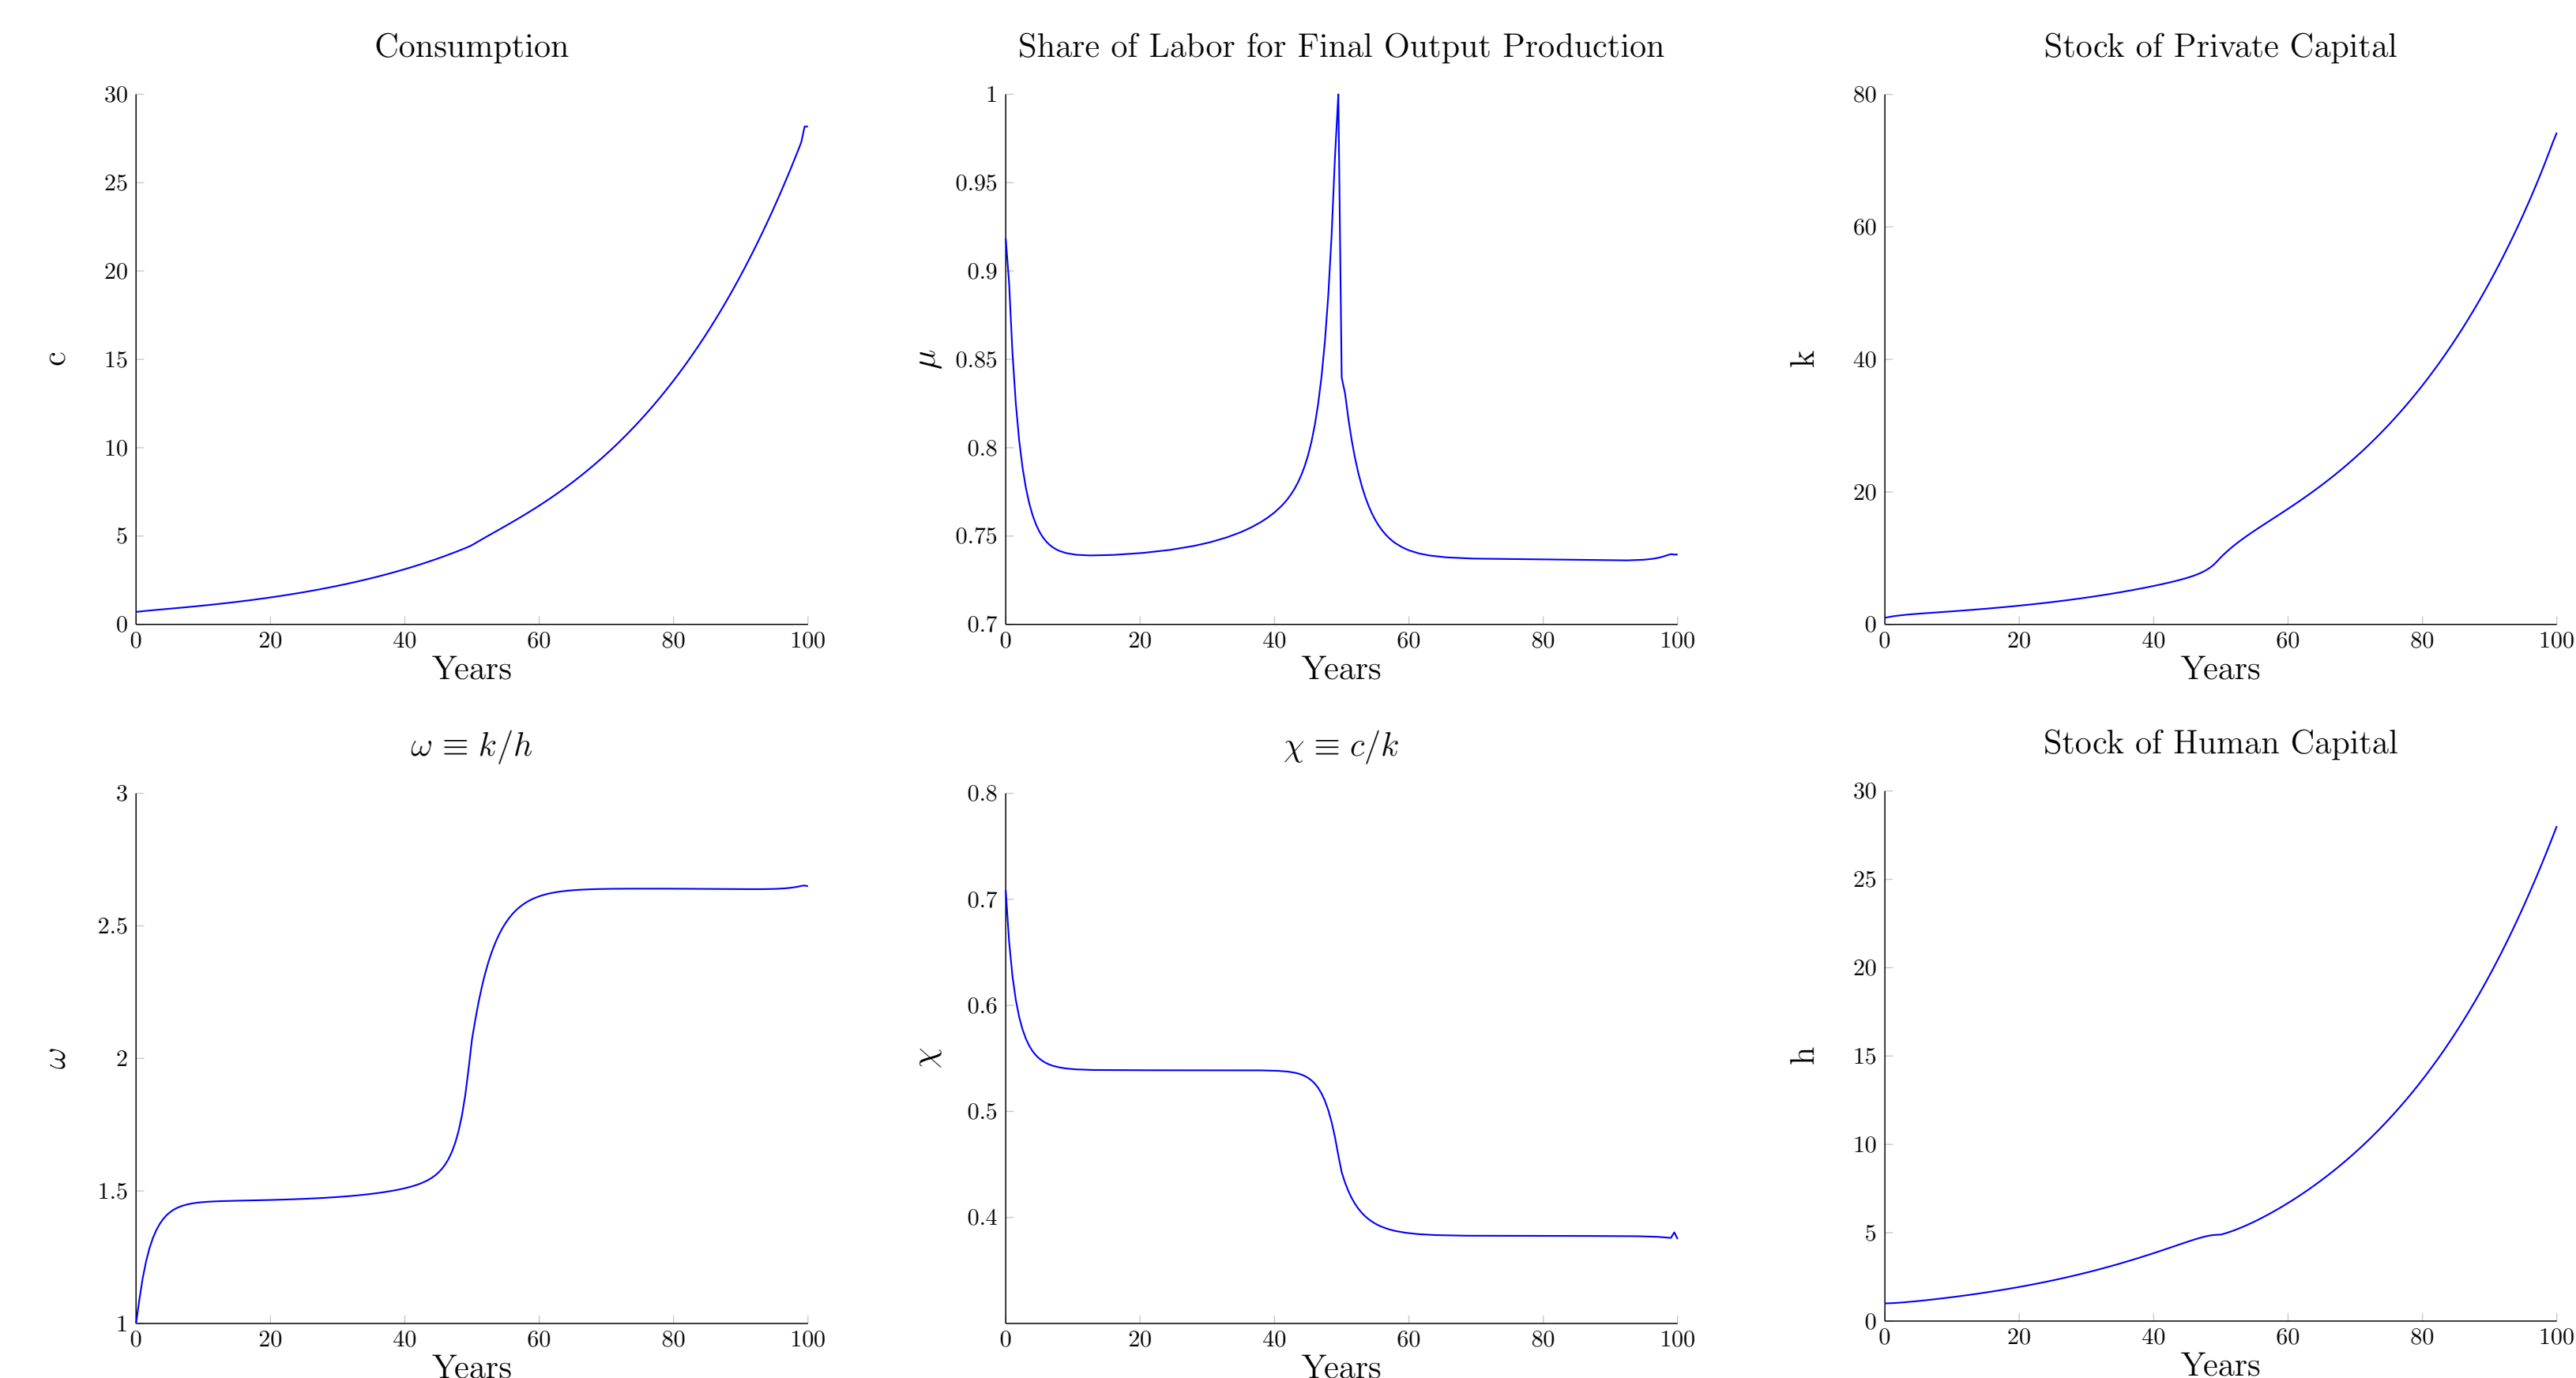 Consumption
30
25
20
15
10
5
0
0 20 40 60 80 100
c
Years
Share of Labor for Final Output Production
1
0.95
0.9
0.85
0.8
0.75
0.7
0 20 40 60 80 100
μ
Years
Stock of Private Capital
80
60
40
20
0
0 20 40 60 80 100
k
Years
ω ≡ k/h
3
2.5
2
1.5
1
0 20 40 60 80 100
ω
Years
χ ≡ c/k
0.8
0.7
0.6
0.5
0.4
0 20 40 60 80 100
χ
Years
Stock of Human Capital
30
25
20
15
10
5
0
0 20 40 60 80 100
h
Years